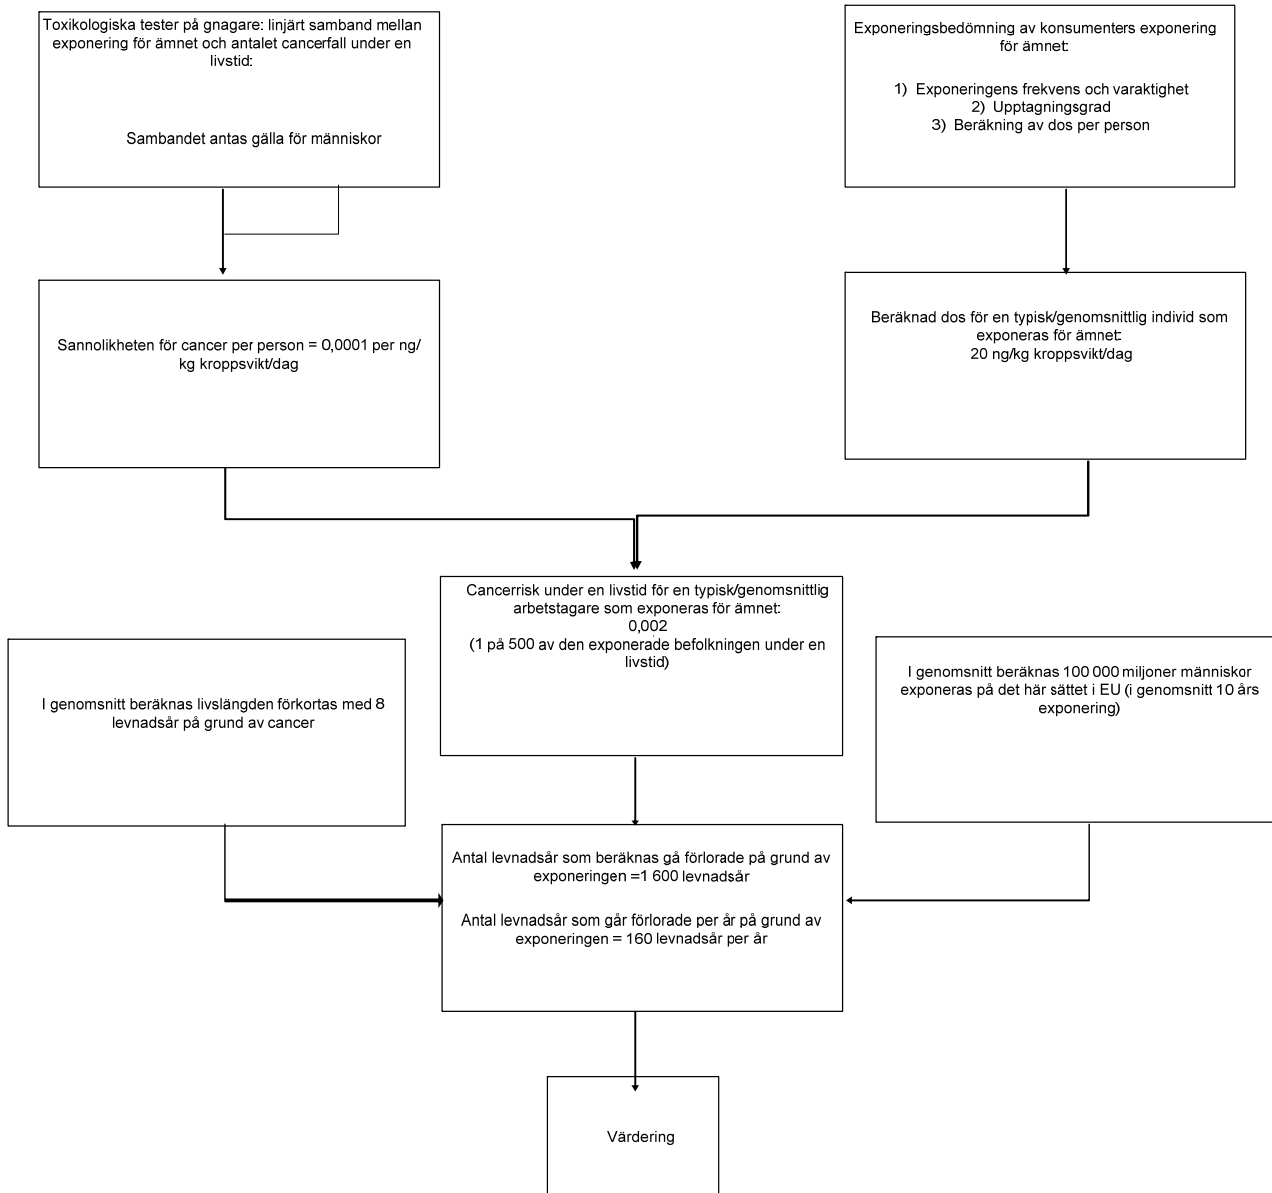 Toxikologiska tester på gnagare: linjärt samband mellan
exponering för ämnet och antalet cancerfall under en
livstid:
Sambandet antas gälla för människor
Exponeringsbedömning av konsumenters exponering
för ämnet:
1) Exponeringens frekvens och varaktighet
2) Upptagningsgrad
3) Beräkning av dos per person
Sannolikheten för cancer per person = 0,0001 per ng/
kg kroppsvikt/dag
Beräknad dos för en typisk/genomsnittlig individ som
exponeras för ämnet:
20 ng/kg kroppsvikt/dag
Cancerrisk under en livstid för en typisk/genomsnittlig
arbetstagare som exponeras för ämnet:
0,002
(1 på 500 av den exponerade befolkningen under en
livstid)
I genomsnitt beräknas livslängden förkortas med 8
levnadsår på grund av cancer
I genomsnitt beräknas 100 000 miljoner människor
exponeras på det här sättet i EU (i genomsnitt 10 års
exponering)
Antal levnadsår som beräknas gå förlorade på grund av
exponeringen =1 600 levnadsår
Antal levnadsår som går förlorade per år på grund av
exponeringen = 160 levnadsår per år
Värdering